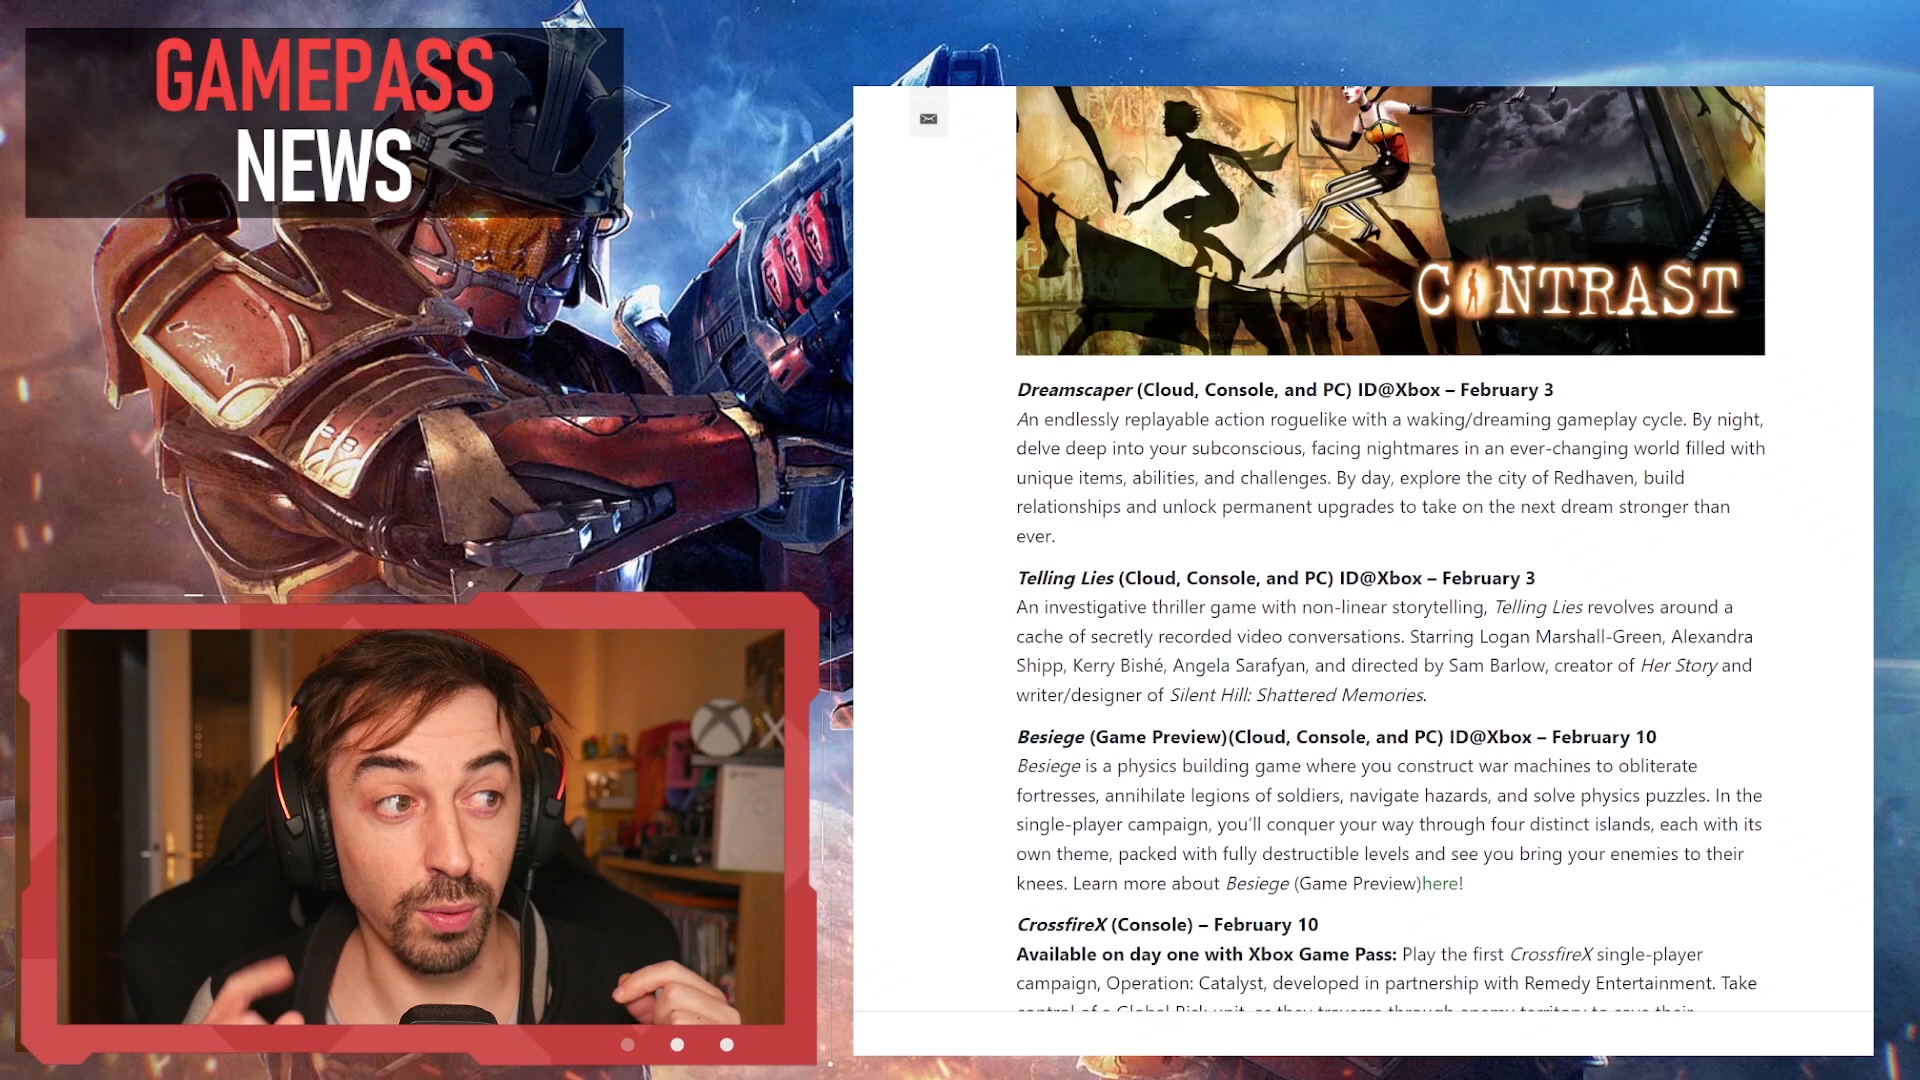 GAMEPASS
NEWS
CONTRAST
Dreamscaper (Cloud, Console, and PC) ID@Xbox – February 3
An endlessly replayable action roguelike with a waking/dreaming gameplay cycle. By night,
delve deep into your subconscious, facing nightmares in an ever-changing world filled with
unique items, abilities, and challenges. By day, explore the city of Redhaven, build
relationships and unlock permanent upgrades to take on the next dream stronger than
ever.
Telling Lies (Cloud, Console, and PC) ID@Xbox – February 3
An investigative thriller game with non-linear storytelling, Telling Lies revolves around a
cache of secretly recorded video conversations. Starring Logan Marshall-Green, Alexandra
Shipp, Kerry Bishé, Angela Sarafyan, and directed by Sam Barlow, creator of Her Story and
writer/designer of Silent Hill: Shattered Memories.
Besiege (Game Preview)(Cloud, Console, and PC) ID@Xbox – February 10
Besiege is a physics building game where you construct war machines to obliterate
fortresses, annihilate legions of soldiers, navigate hazards, and solve physics puzzles. In the
single-player campaign, you'll conquer your way through four distinct islands, each with its
own theme, packed with fully destructible levels and see you bring your enemies to their
knees. Learn more about Besiege (Game Preview)here!
CrossfireX (Console) – February 10
Available on day one with Xbox Game Pass: Play the first CrossfireX single-player
campaign, Operation: Catalyst, developed in partnership with Remedy Entertainment. Take